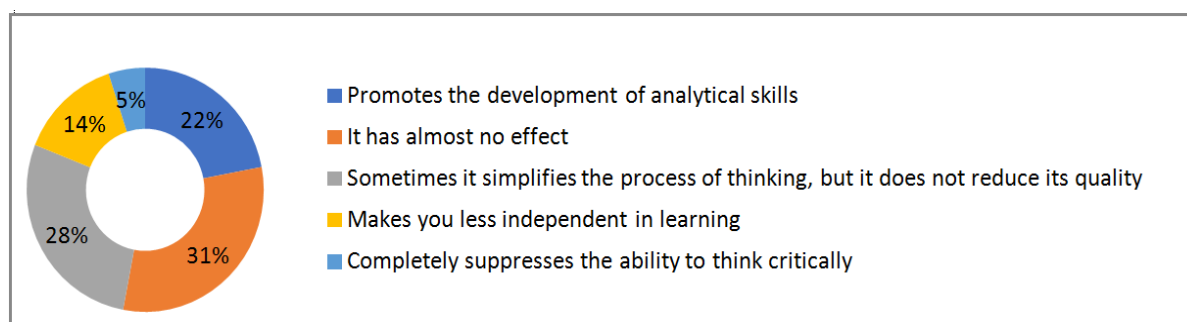 5%
22%
14%
28%
31%
Promotes the development of analytical skills
It has almost no effect
Sometimes it simplifies the process of thinking, but it does not reduce its quality
Makes you less independent in learning
Completely suppresses the ability to think critically